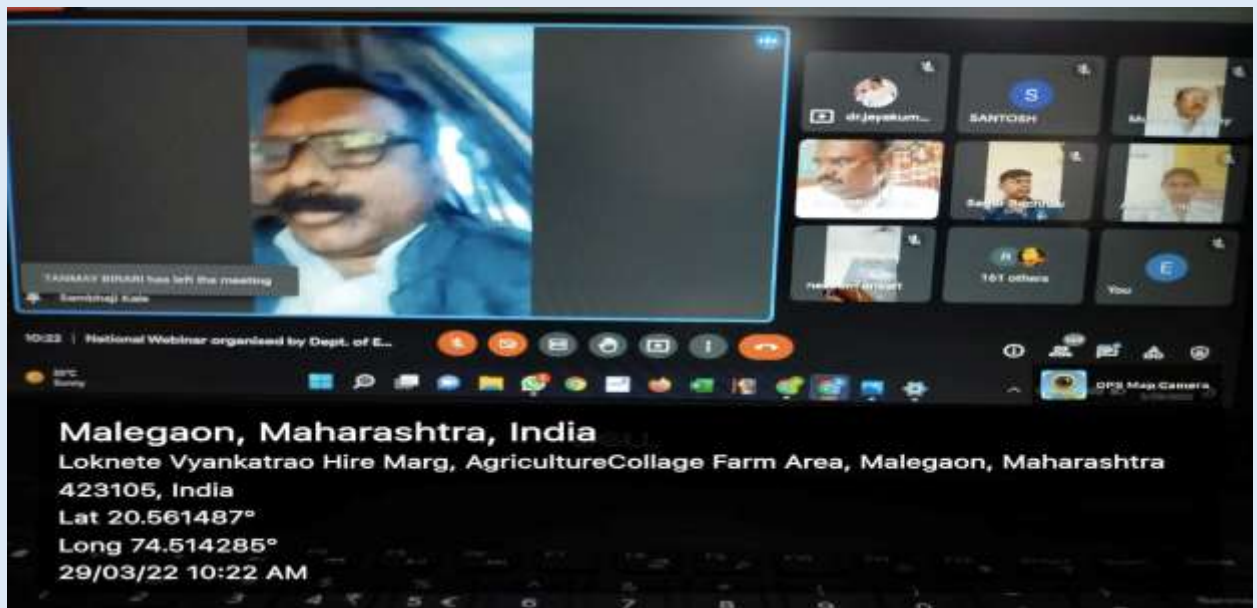 TANMAY BIRARI has left the meeting
Sambhaji Kale
dr.jayakum...
S
SANTOSH
161 others
E
You
10:22 | National Webinar organised by Dept. of E...
Sunny
GPS Map Camera
Malegaon, Maharashtra, India
Loknete Vyankatrao Hire Marg, AgricultureCollage Farm Area, Malegaon, Maharashtra
423105, India
Lat 20.561487°
Long 74.514285°
29/03/22 10:22 AM